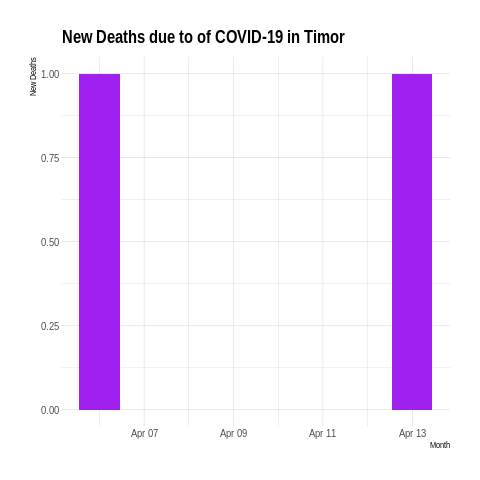 New Deaths due to of COVID-19 in Timor
New Deaths
1.00
0.75
0.50
0.25
0.00
Apr 07 Apr 09 Apr 11 Apr 13
Month